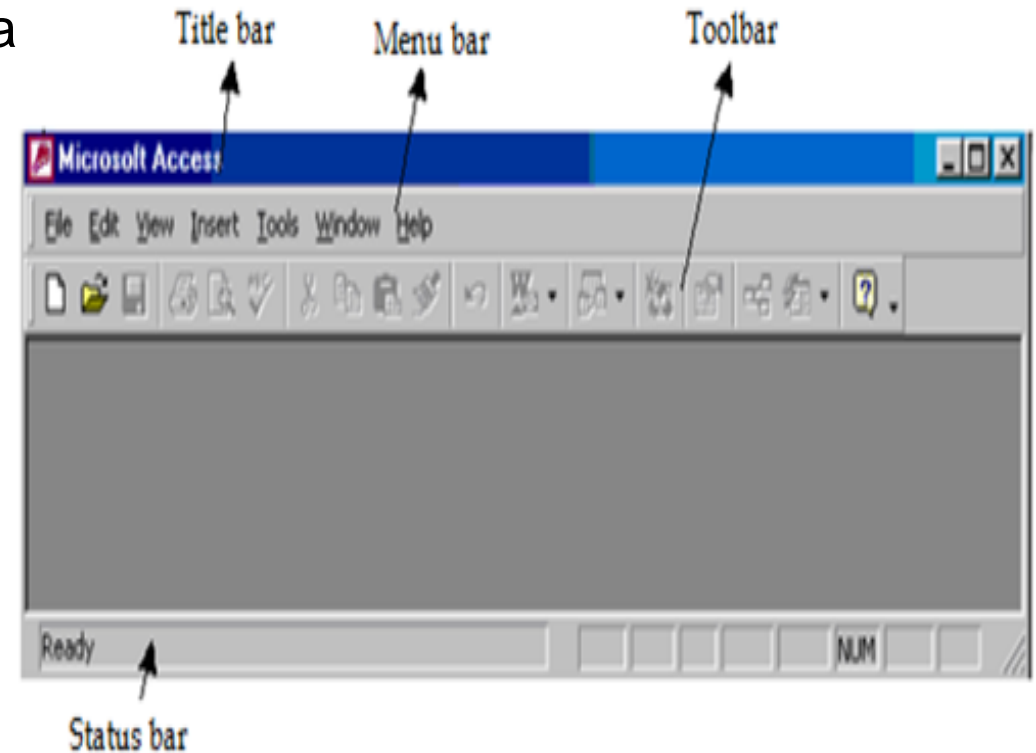 a
Title bar
Menu bar
Toolbar
Microsoft Access
File Edit View Insert Tools Window Help
Ready
NUM
Status bar